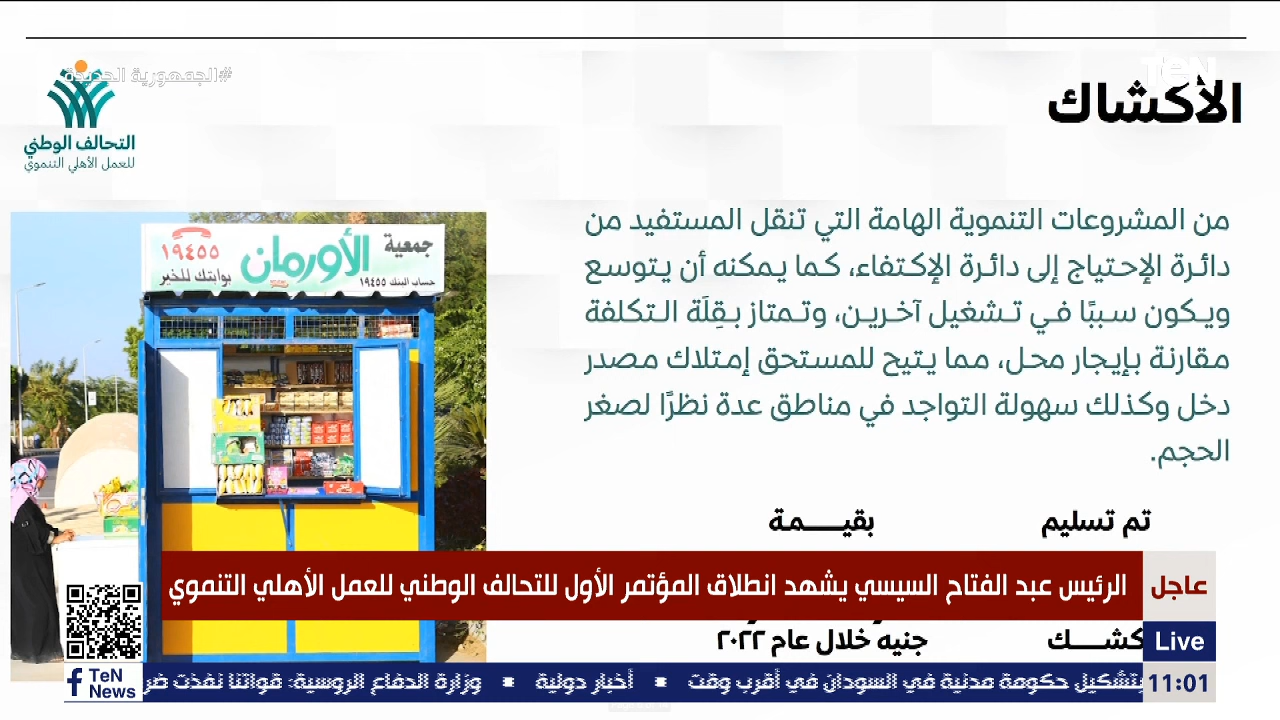 #الجمهورية الجديدة
TeN
الأكشاك
التحالف الوطني
للعمل الأهلي التنموي
من المشروعات التنموية الهامة التي تنقل المستفيد من
دائرة الإحتياج إلى دائرة الإكتفاء، كما يمكنه أن يتوسع
ويكون سببًا في تشغيل آخرين، وتمتاز بقِلَة التكلفة
مقارنة بإيجار محل، مما يتيح للمستحق إمتلاك مصدر
دخل وكذلك سهولة التواجد في مناطق عدة نظرًا لصغر
الحجم.
جمعية الأورمان ١٩٤٥٥
بوابتك للخير
حساب البنك ١٩٤٥٥
تم تسليم
بقيـــمـة
عاجل
الرئيس عبد الفتاح السيسي يشهد انطلاق المؤتمر الأول للتحالف الوطني للعمل الأهلي التنموي
كشـــك
جنيه خلال عام ٢٠٢٢
Live
TeN
News
بتشكيل حكومة مدنية في السودان في أقرب وقت ▪ أخبار دولية ▪ وزارة الدفاع الروسية: قواتنا نفذت
11:01